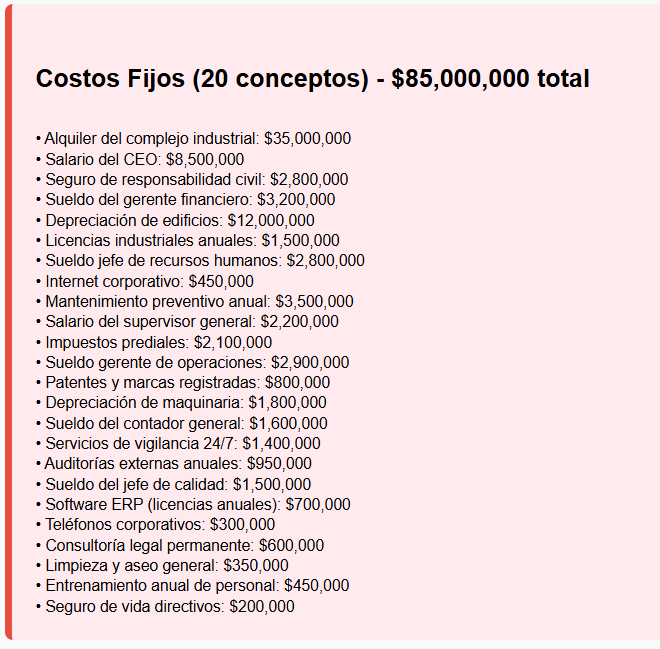 Costos Fijos (20 conceptos) - $85,000,000 total
• Alquiler del complejo industrial: $35,000,000
• Salario del CEO: $8,500,000
• Seguro de responsabilidad civil: $2,800,000
• Sueldo del gerente financiero: $3,200,000
• Depreciación de edificios: $12,000,000
• Licencias industriales anuales: $1,500,000
• Sueldo jefe de recursos humanos: $2,800,000
• Internet corporativo: $450,000
• Mantenimiento preventivo anual: $3,500,000
• Salario del supervisor general: $2,200,000
• Impuestos prediales: $2,100,000
• Sueldo gerente de operaciones: $2,900,000
• Patentes y marcas registradas: $800,000
• Depreciación de maquinaria: $1,800,000
• Sueldo del contador general: $1,600,000
• Servicios de vigilancia 24/7: $1,400,000
• Auditorías externas anuales: $950,000
• Sueldo del jefe de calidad: $1,500,000
• Software ERP (licencias anuales): $700,000
• Teléfonos corporativos: $300,000
• Consultoría legal permanente: $600,000
• Limpieza y aseo general: $350,000
• Entrenamiento anual de personal: $450,000
• Seguro de vida directivos: $200,000